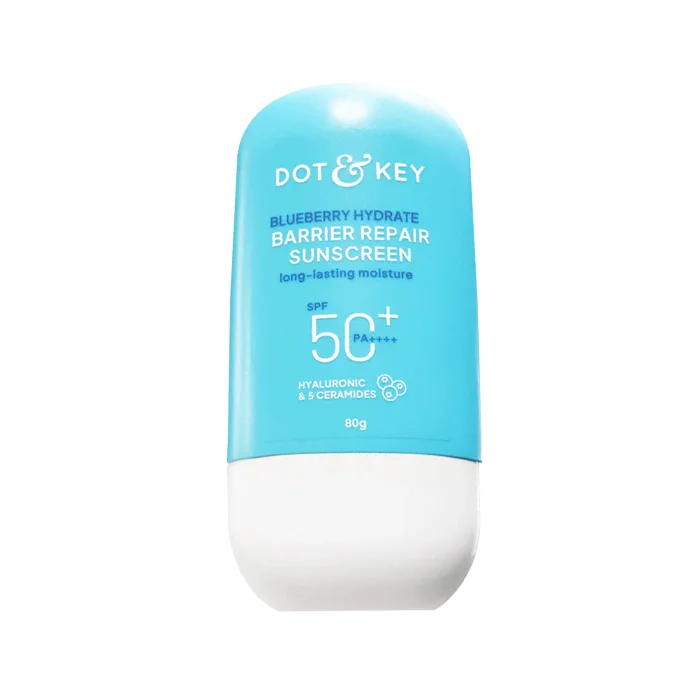 DOT & KEY
BLUEBERRY HYDRATE
BARRIER REPAIR
SUNSCREEN
long-lasting moisture
SPF
50+
PA++++
HYALURONIC
& 5 CERAMIDES
80g